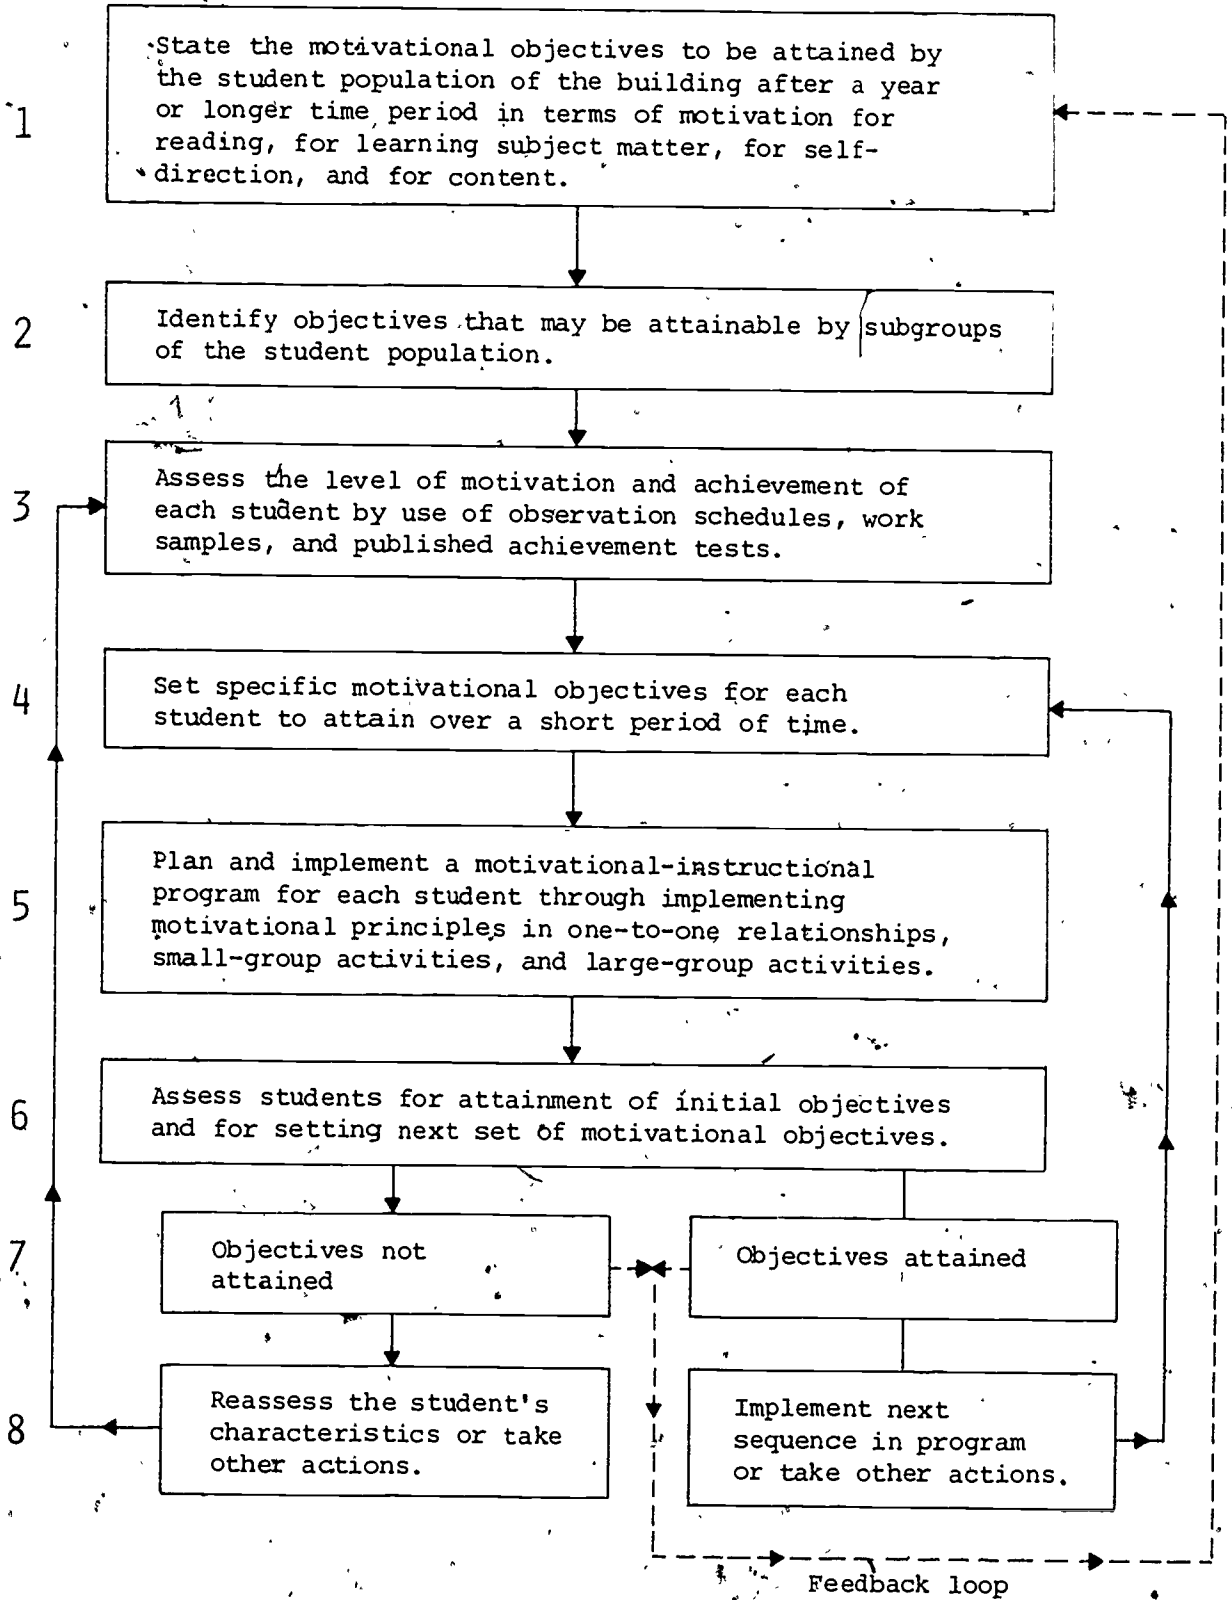 1
State the motivational objectives to be attained by
the student population of the building after a year
or longer time period in terms of motivation for
reading, for learning subject matter, for self-
direction, and for content.
2
Identify objectives that may be attainable by subgroups
of the student population.
3
Assess the level of motivation and achievement of
each student by use of observation schedules, work
samples, and published achievement tests.
4
Set specific motivational objectives for each
student to attain over a short period of time.
5
Plan and implement a motivational-instructional
program for each student through implementing
motivational principles in one-to-one relationships,
small-group activities, and large-group activities.
6
Assess students for attainment of initial objectives
and for setting next set of motivational objectives.
7
Objectives not
attained
Objectives attained
8
Reassess the student's
characteristics or take
other actions.
Implement next
sequence in program
or take other actions.
Feedback loop